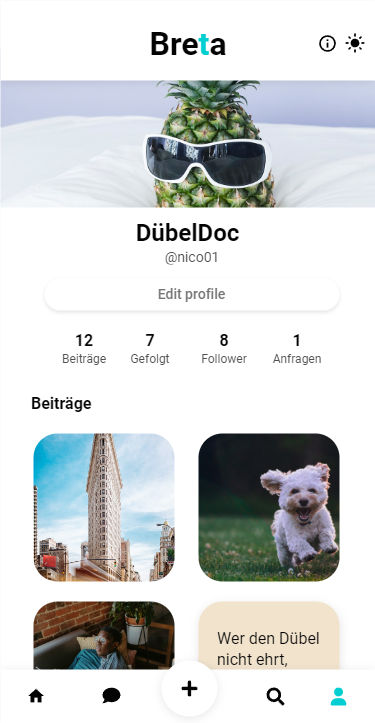 Breta
DübelDoc
@nico01
Edit profile
12 7 8 1
Beiträge Gefolgt Follower Anfragen
Beiträge
Wer den Dübel
nicht ehrt,